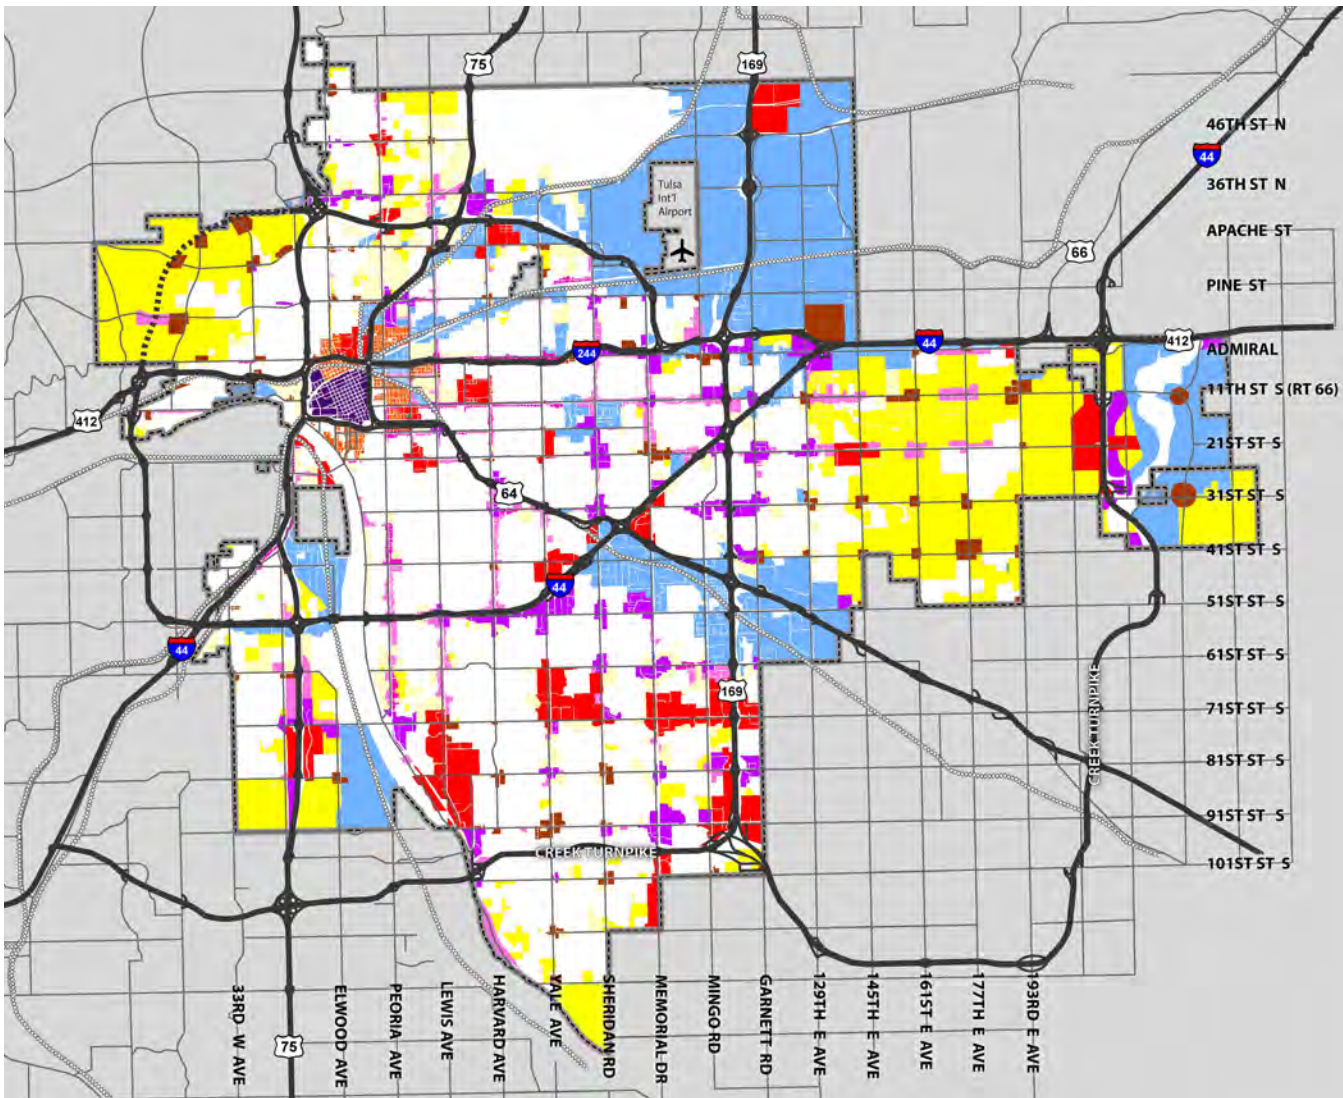 75
169
46TH ST N
44
36TH ST N
Tulsa
Int'l
Airport
APACHE ST
66
PINE ST
412
244
44
ADMIRAL
11TH ST S (RT 66)
412
21ST ST S
64
31ST ST S
41ST ST S
44
51ST ST S
44
61ST ST S
169
71ST ST S
CREEK TURNPIKE
81ST ST S
91ST ST S
CREEK TURNPIKE
101ST ST S
33RD W AVE
ELWOOD AVE
PEORIA AVE
LEWIS AVE
HARVARD AVE
YALE AVE
SHERIDAN RD
MEMORIAL DR
MINGO RD
GARNETT RD
129TH E AVE
145TH E AVE
161ST E AVE
177TH E AVE
193RD E AVE
75